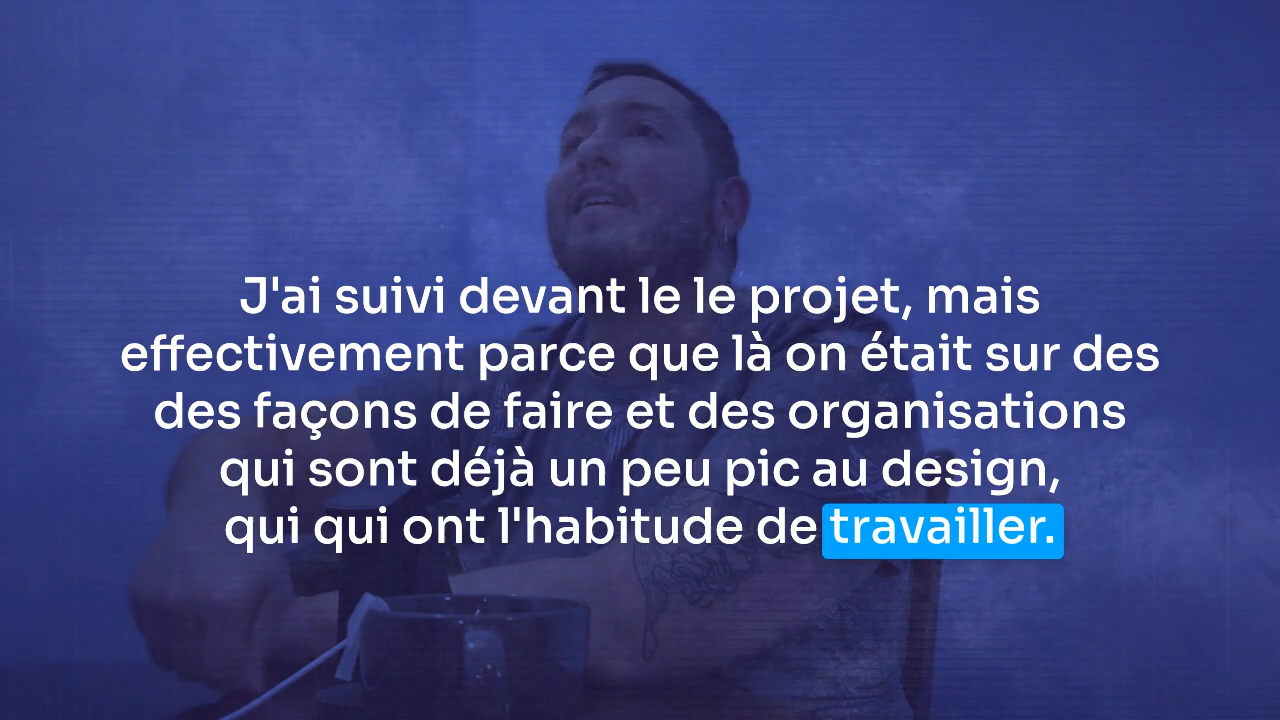 J'ai suivi devant le le projet, mais
effectivement parce que là on était sur des
des façons de faire et des organisations
qui sont déjà un peu pic au design,
qui qui ont l'habitude de travailler.